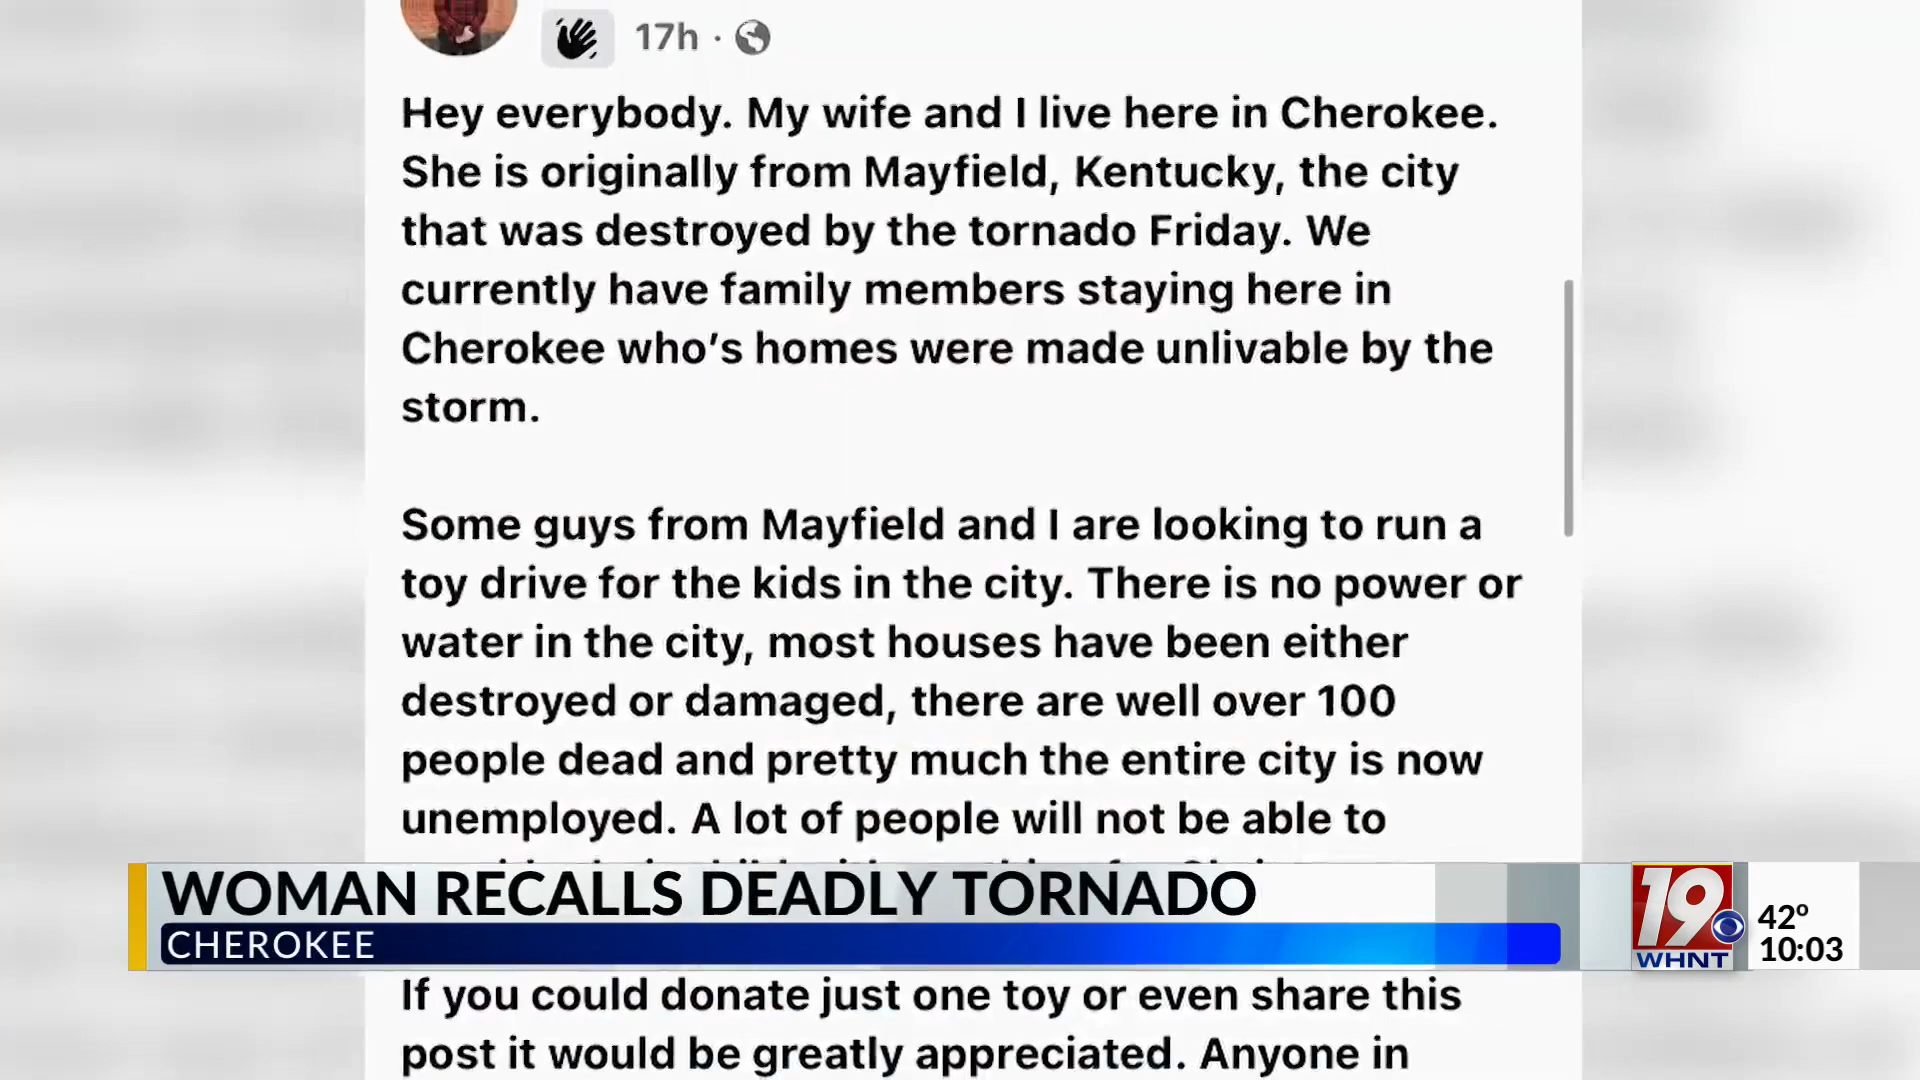 17h ·
Hey everybody. My wife and I live here in Cherokee.
She is originally from Mayfield, Kentucky, the city
that was destroyed by the tornado Friday. We
currently have family members staying here in
Cherokee who's homes were made unlivable by the
storm.
Some guys from Mayfield and I are looking to run a
toy drive for the kids in the city. There is no power or
water in the city, most houses have been either
destroyed or damaged, there are well over 100
people dead and pretty much the entire city is now
unemployed. A lot of people will not be able to
WOMAN RECALLS DEADLY TORNADO
CHEROKEE
19
WHNT
42º
10:03
If you could donate just one toy or even share this
post it would be greatly appreciated. Anyone in